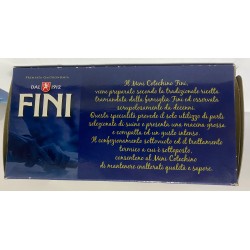 DAL 1912
FINI
Il Mini Cotechino Fini,
viene preparato secondo la tradizionale ricetta
tramandata dalla famiglia Fini ed osservata
scrupolosamente da decenni.
Questa specialità prevede il solo utilizzo di parti
selezionate di suino e presenta una macina grossa
e compatta ed un gusto intenso.
Il confezionamento sottovuoto ed il trattamento
termico a cui è sottoposto,
consentono al Mini Cotechino
di mantenere inalterati qualità e sapore.